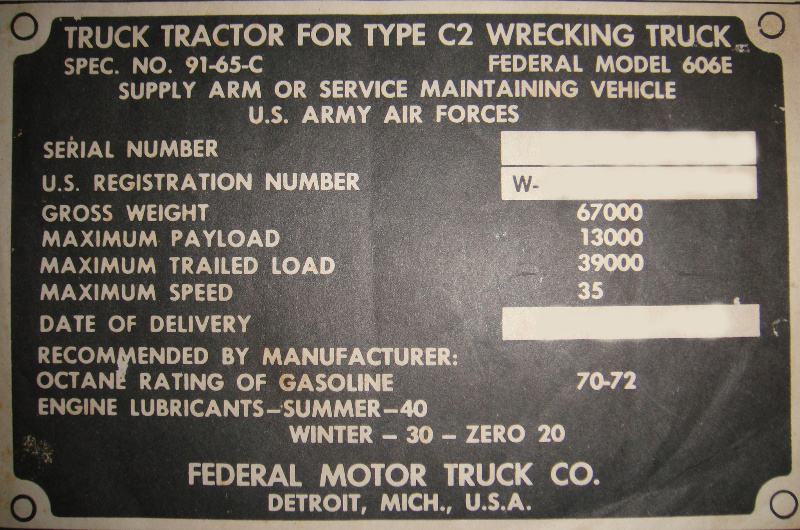 TRUCK TRACTOR FOR TYPE C2 WRECKING TRUCK
SPEC. NO. 91-65-C FEDERAL MODEL 606E
SUPPLY ARM OR SERVICE MAINTAINING VEHICLE
U.S. ARMY AIR FORCES
SERIAL NUMBER
U.S. REGISTRATION NUMBER W-
GROSS WEIGHT 67000
MAXIMUM PAYLOAD 13000
MAXIMUM TRAILED LOAD 39000
MAXIMUM SPEED 35
DATE OF DELIVERY
RECOMMENDED BY MANUFACTURER:
OCTANE RATING OF GASOLINE 70-72
ENGINE LUBRICANTS–SUMMER–40
WINTER – 30 – ZERO 20
FEDERAL MOTOR TRUCK CO.
DETROIT, MICH., U.S.A.